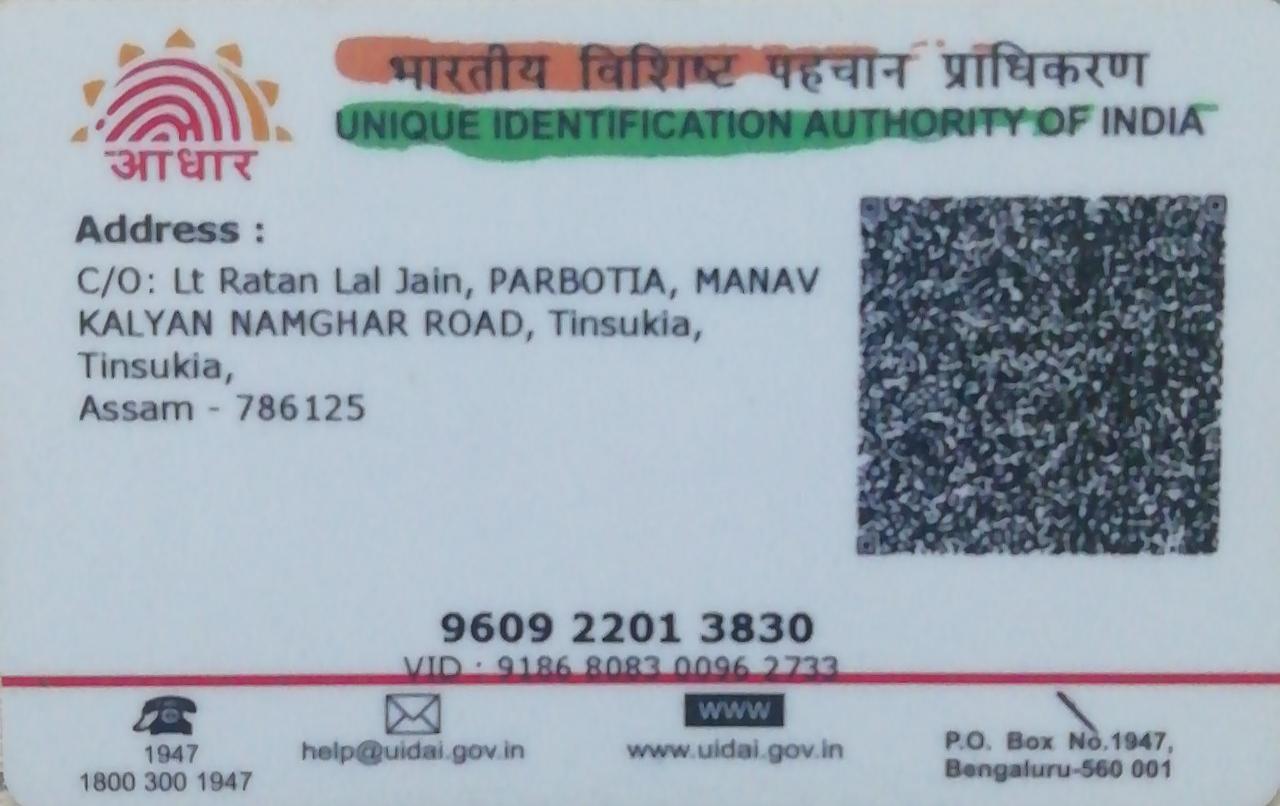 भारतीय विशिष्ट पहचान प्राधिकरण
UNIQUE IDENTIFICATION AUTHORITY OF INDIA
आधार
Address :
C/O: Lt Ratan Lal Jain, PARBOTIA, MANAV
KALYAN NAMGHAR ROAD, Tinsukia,
Tinsukia,
Assam - 786125
9609 2201 3830
VID : 9186 8083 0096 2733
1947
1800 300 1947
help@uidai.gov.in
www
www.uidai.gov.in
P.O. Box No.1947,
Bengaluru-560 001